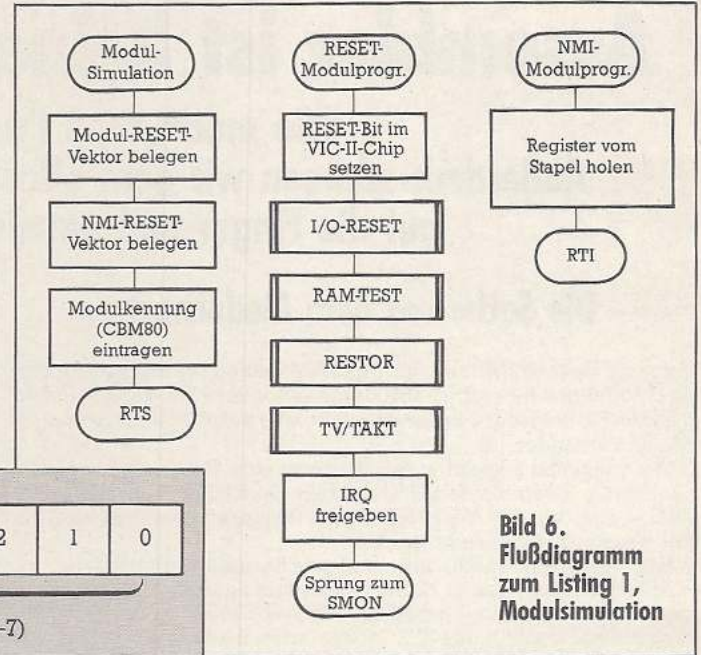 Modul-
Simulation
Modul-RESET-
Vektor belegen
NMI-RESET-
Vektor belegen
Modulkennung
(CBM80)
eintragen
RTS
RESET-
Modulprogr.
RESET-Bit im
VIC-II-Chip
setzen
I/O-RESET
RAM-TEST
RESTOR
TV/TAKT
IRQ
freigeben
Sprung zum
SMON
NMI-
Modulprogr.
Register vom
Stapel holen
RTI
2 1 0
-7)
Bild 6.
Flußdiagramm
zum Listing 1,
Modulsimulation